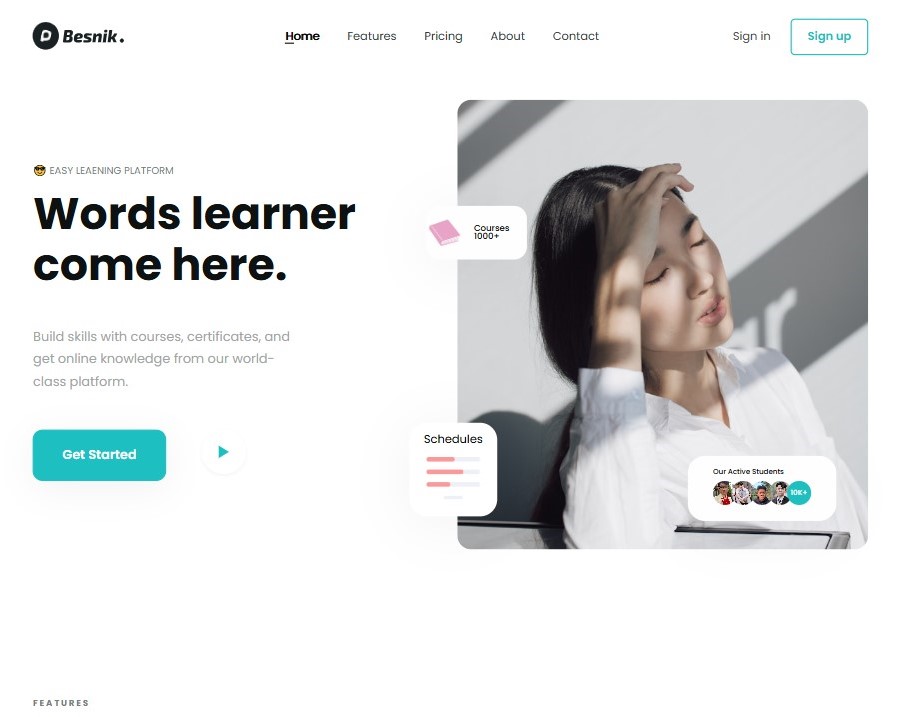 Besnik.
Home Features Pricing About Contact
Sign in Sign up
EASY LEAENING PLATFORM
Words learner
come here.
Build skills with courses, certificates, and
get online knowledge from our world-
class platform.
Get Started
Courses
1000+
Schedules
Our Active Students
10K+
FEATURES